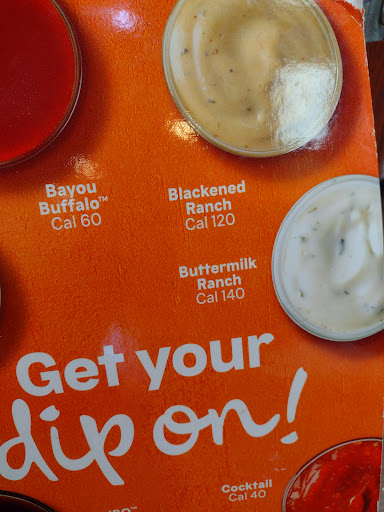 Bayou
Buffalo™
Cal 60
Blackened
Ranch
Cal 120
Buttermilk
Ranch
Cal 140
Get your
dip on!
Cocktail
Cal 40